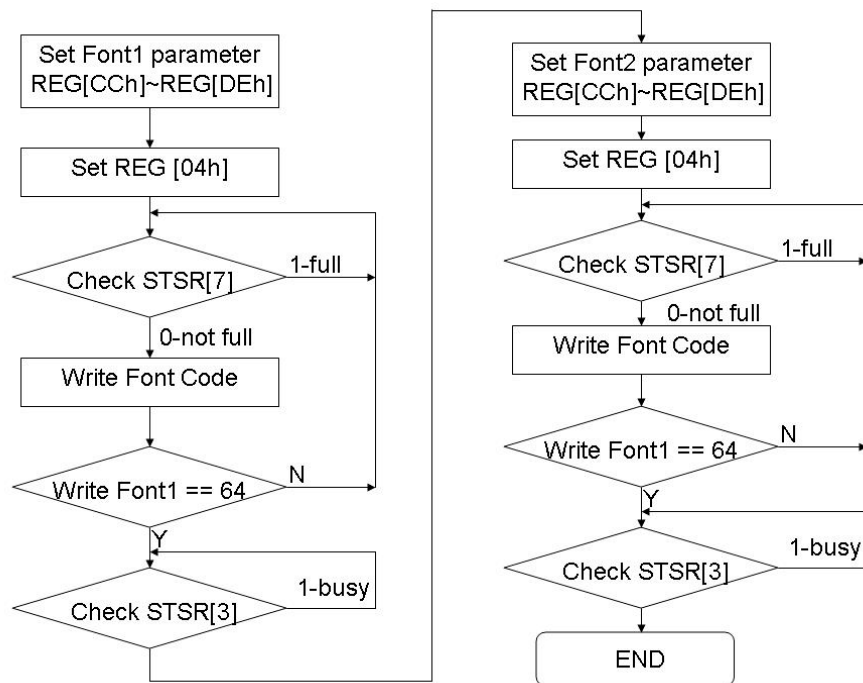 Set Font1 parameter
REG[CCh]~REG[DEh]
Set REG [04h]
Check STSR[7]
1-full
0-not full
Write Font Code
Write Font1 == 64
N
Y
Check STSR[3]
1-busy
Set Font2 parameter
REG[CCh]~REG[DEh]
Set REG [04h]
Check STSR[7]
1-full
0-not full
Write Font Code
Write Font1 == 64
N
Y
Check STSR[3]
1-busy
END